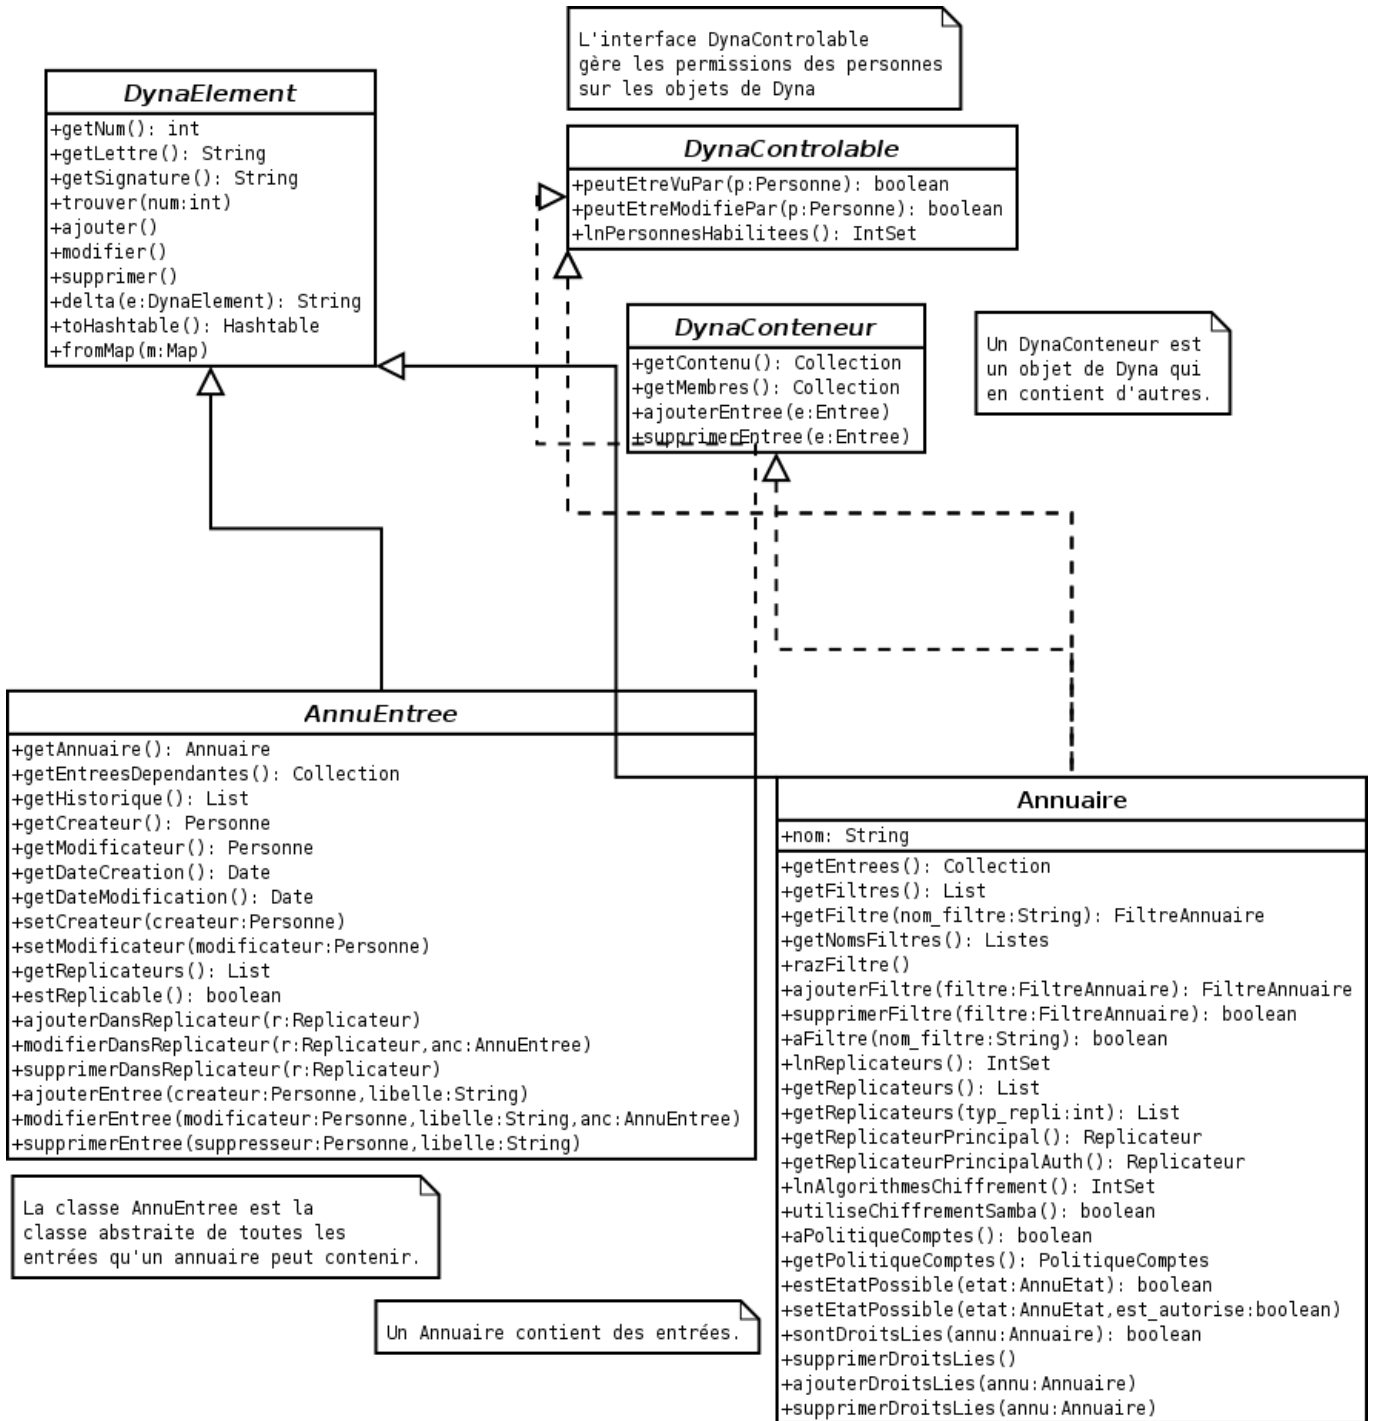 L'interface DynaControlable
gère les permissions des personnes
sur les objets de Dyna
DynaElement
+getNum(): int
+getLettre(): String
+getSignature(): String
+trouver(num:int)
+ajouter()
+modifier()
+supprimer()
+delta(e:DynaElement): String
+toHashtable(): Hashtable
+fromMap(m:Map)
DynaControlable
+peutEtreVuPar(p:Personne): boolean
+peutEtreModifiePar(p:Personne): boolean
+lnPersonnesHabilitees(): IntSet
DynaConteneur
+getContenu(): Collection
+getMembres(): Collection
+ajouterEntree(e:Entree)
+supprimerEntree(e:Entree)
Un DynaConteneur est
un objet de Dyna qui
en contient d'autres.
AnnuEntree
+getAnnuaire(): Annuaire
+getEntreesDependantes(): Collection
+getHistorique(): List
+getCreateur(): Personne
+getModificateur(): Personne
+getDateCreation(): Date
+getDateModification(): Date
+setCreateur(createur:Personne)
+setModificateur(modificateur:Personne)
+getReplicateurs(): List
+estReplicable(): boolean
+ajouterDansReplicateur(r:Replicateur)
+modifierDansReplicateur(r:Replicateur,anc:AnnuEntree)
+supprimerDansReplicateur(r:Replicateur)
+ajouterEntree(createur:Personne,libelle:String)
+modifierEntree(modificateur:Personne,libelle:String,anc:AnnuEntree)
+supprimerEntree(suppresseur:Personne,libelle:String)
La classe AnnuEntree est la
classe abstraite de toutes les
entrées qu'un annuaire peut contenir.
Un Annuaire contient des entrées.
Annuaire
+nom: String
+getEntrees(): Collection
+getFiltres(): List
+getFiltre(nom_filtre:String): FiltreAnnuaire
+getNomsFiltres(): Listes
+razFiltre()
+ajouterFiltre(filtre:FiltreAnnuaire): FiltreAnnuaire
+supprimerFiltre(filtre:FiltreAnnuaire): boolean
+aFiltre(nom_filtre:String): boolean
+lnReplicateurs(): IntSet
+getReplicateurs(): List
+getReplicateurs(typ_repli:int): List
+getReplicateurPrincipal(): Replicateur
+getReplicateurPrincipalAuth(): Replicateur
+lnAlgorithmesChiffrement(): IntSet
+utiliseChiffrementSamba(): boolean
+aPolitiqueComptes(): boolean
+getPolitiqueComptes(): PolitiqueComptes
+estEtatPossible(etat:AnnuEtat): boolean
+setEtatPossible(etat:AnnuEtat,est_autorise:boolean)
+sontDroitsLies(annu:Annuaire): boolean
+supprimerDroitsLies()
+ajouterDroitsLies(annu:Annuaire)
+supprimerDroitsLies(annu:Annuaire)